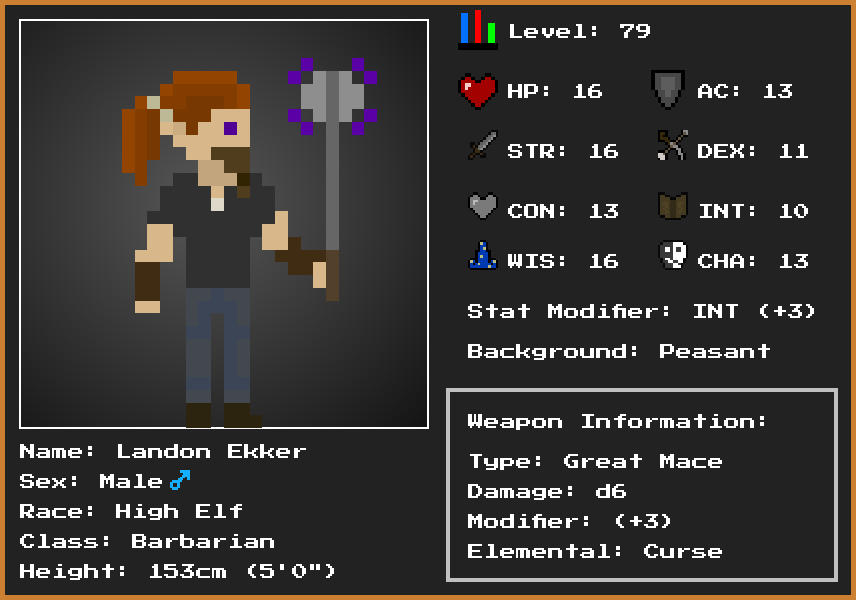 Level: 79
HP: 16 AC: 13
STR: 16 DEX: 11
CON: 13 INT: 10
WIS: 16 CHA: 13
Stat Modifier: INT (+3)
Background: Peasant
Weapon Information:
Type: Great Mace
Damage: d6
Modifier: (+3)
Elemental: Curse
Name: Landon Ekker
Sex: Male ♂
Race: High Elf
Class: Barbarian
Height: 153cm (5'0")